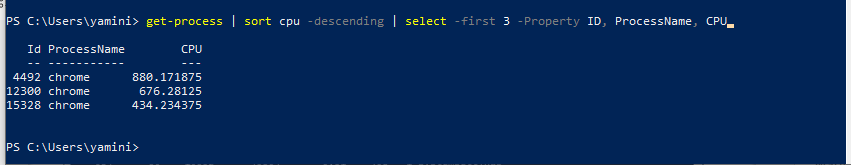 PS C:\Users\yamini> get-process | sort cpu -descending | select -first 3 -Property ID, ProcessName, CPU
Id ProcessName CPU
-- ----------- ---
4492 chrome 880.171875
12300 chrome 676.28125
15328 chrome 434.234375
PS C:\Users\yamini>